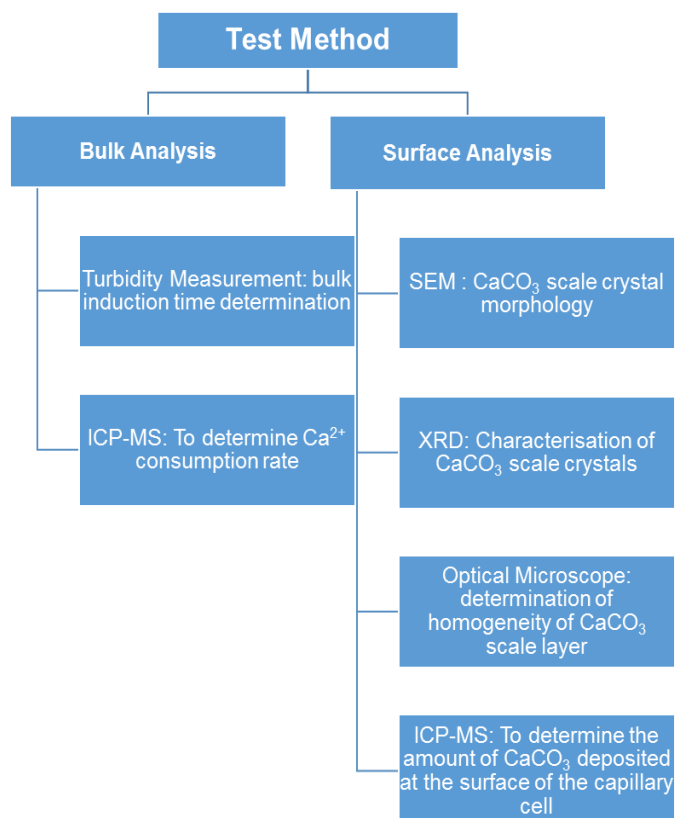 Test Method
Bulk Analysis
Surface Analysis
Turbidity Measurement: bulk
induction time determination
ICP-MS: To determine Ca²⁺
consumption rate
SEM : CaCO₃ scale crystal
morphology
XRD: Characterisation of
CaCO₃ scale crystals
Optical Microscope:
determination of
homogeneity of CaCO₃
scale layer
ICP-MS: To determine the
amount of CaCO₃ deposited
at the surface of the capillary
cell